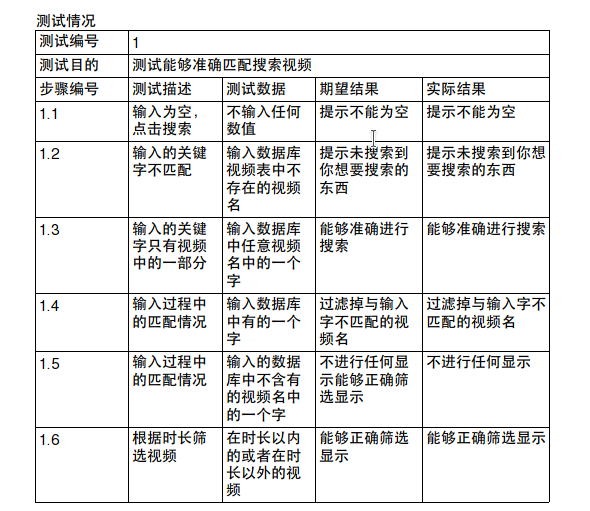 测试情况
测试编号 1
测试目的 测试能够准确匹配搜索视频
步骤编号 测试描述 测试数据 期望结果 实际结果
1.1 输入为空， 不输入任何 提示不能为空 提示不能为空
点击搜索 数值
1.2 输入的关键 输入数据库 提示未搜索到 提示未搜索到你想
字不匹配 视频表中不 你想要搜索的 要搜索的东西
存在的视频 东西
名
1.3 输入的关键 输入数据库 能够准确进行 能够准确进行搜索
字只有视频 中任意视频 搜索
中的一部分 名中的一个
字
1.4 输入过程中 输入数据库 过滤掉与输入 过滤掉与输入字不
的匹配情况 中有的一个 字不匹配的视 匹配的视频名
字 频名
1.5 输入过程中 输入的数据 不进行任何显 不进行任何显示
的匹配情况 库中不含有 示能够正确筛
的视频名中 选显示
的一个字
1.6 根据时长筛 在时长以内 能够正确筛选 能够正确筛选显示
选视频 的或者在时 显示
长以外的视
频